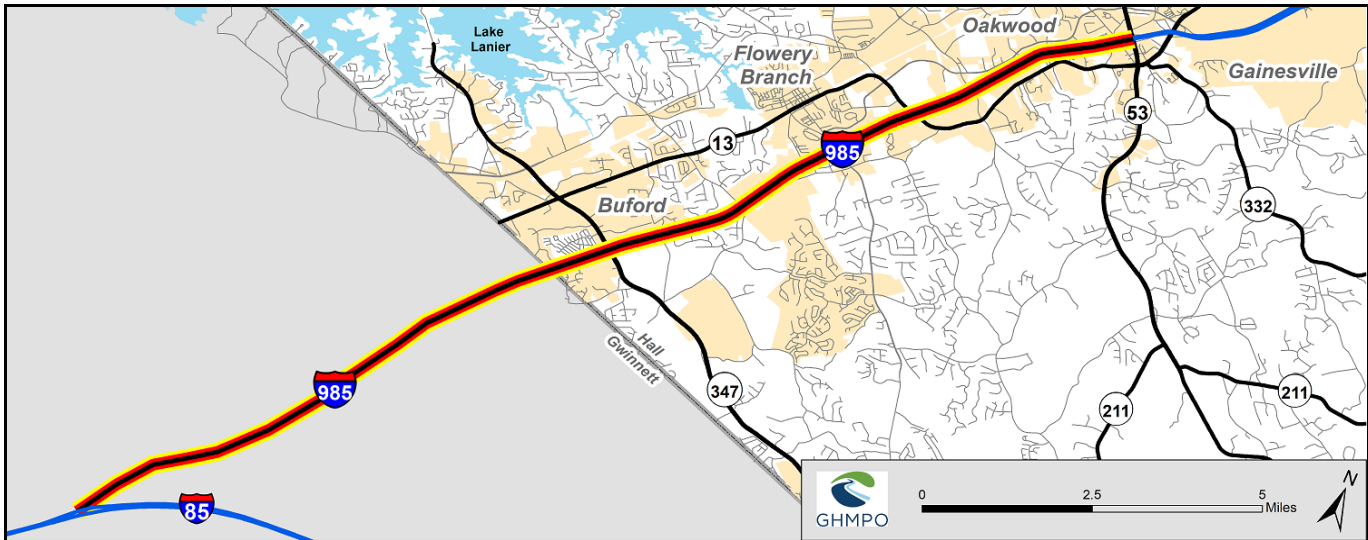 Lake
Lanier
Oakwood
Flowery
Branch
Gainesville
53
13
985
332
Buford
Hall
Gwinnett
985
347
211
211
85
GHMPO
0 2.5 5
Miles
N